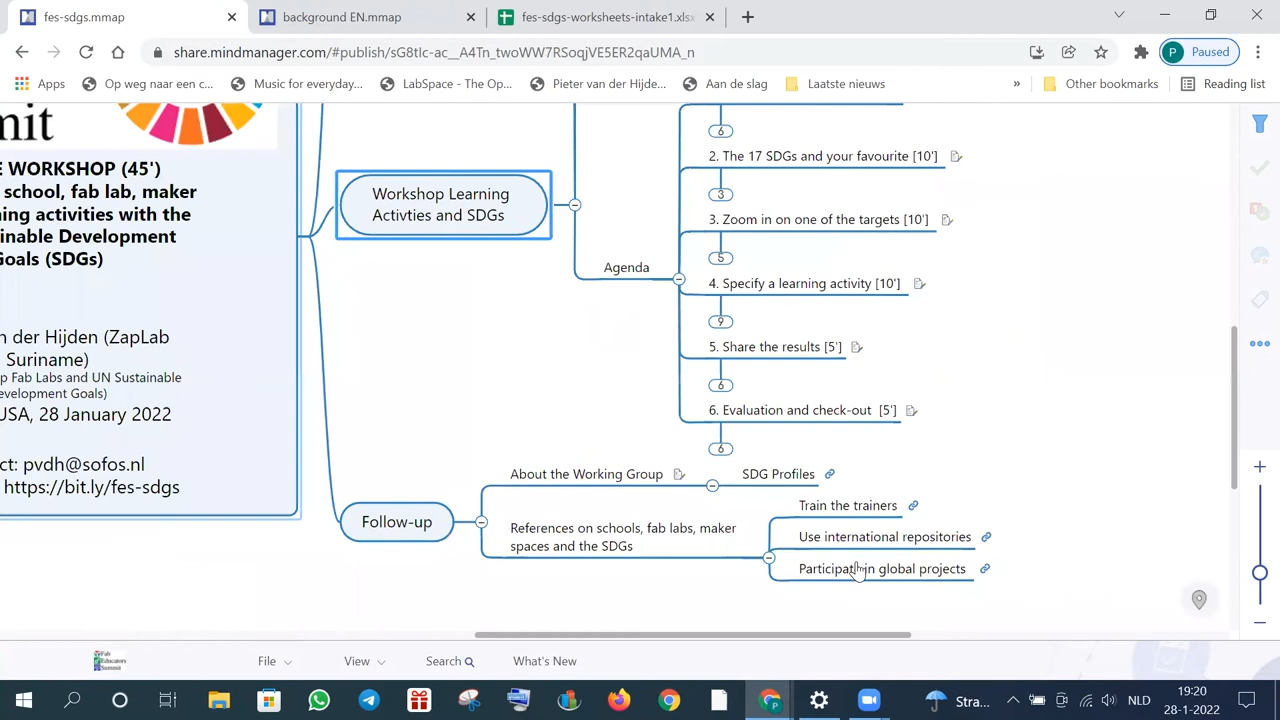 fes-sdgs.mmap
background EN.mmap
fes-sdgs-worksheets-intake1.xlsx
share.mindmanager.com/#publish/sG8tIc-ac__A4Tn_twoWW7RSoqjVE5ER2qaUMA_n
P Paused
Apps
Op weg naar een c...
Music for everyday...
LabSpace - The Op...
Pieter van der Hijde...
Aan de slag
Laatste nieuws
»
Other bookmarks
Reading list
mit
E WORKSHOP (45')
school, fab lab, maker
ing activities with the
inable Development
Goals (SDGs)
n der Hijden (ZapLab
Suriname)
p Fab Labs and UN Sustainable
evelopment Goals)
USA, 28 January 2022
ct: pvdh@sofos.nl
https://bit.ly/fes-sdgs
Workshop Learning
Activties and SDGs
Agenda
6
2. The 17 SDGs and your favourite [10']
3
3. Zoom in on one of the targets [10']
5
4. Specify a learning activity [10']
9
5. Share the results [5']
6
6. Evaluation and check-out [5']
6
Follow-up
About the Working Group
SDG Profiles
References on schools, fab labs, maker
spaces and the SDGs
Train the trainers
Use international repositories
Participat in global projects
Fab
Educators
Summit
File
View
Search
What's New
Stra...
NLD
19:20
28-1-2022